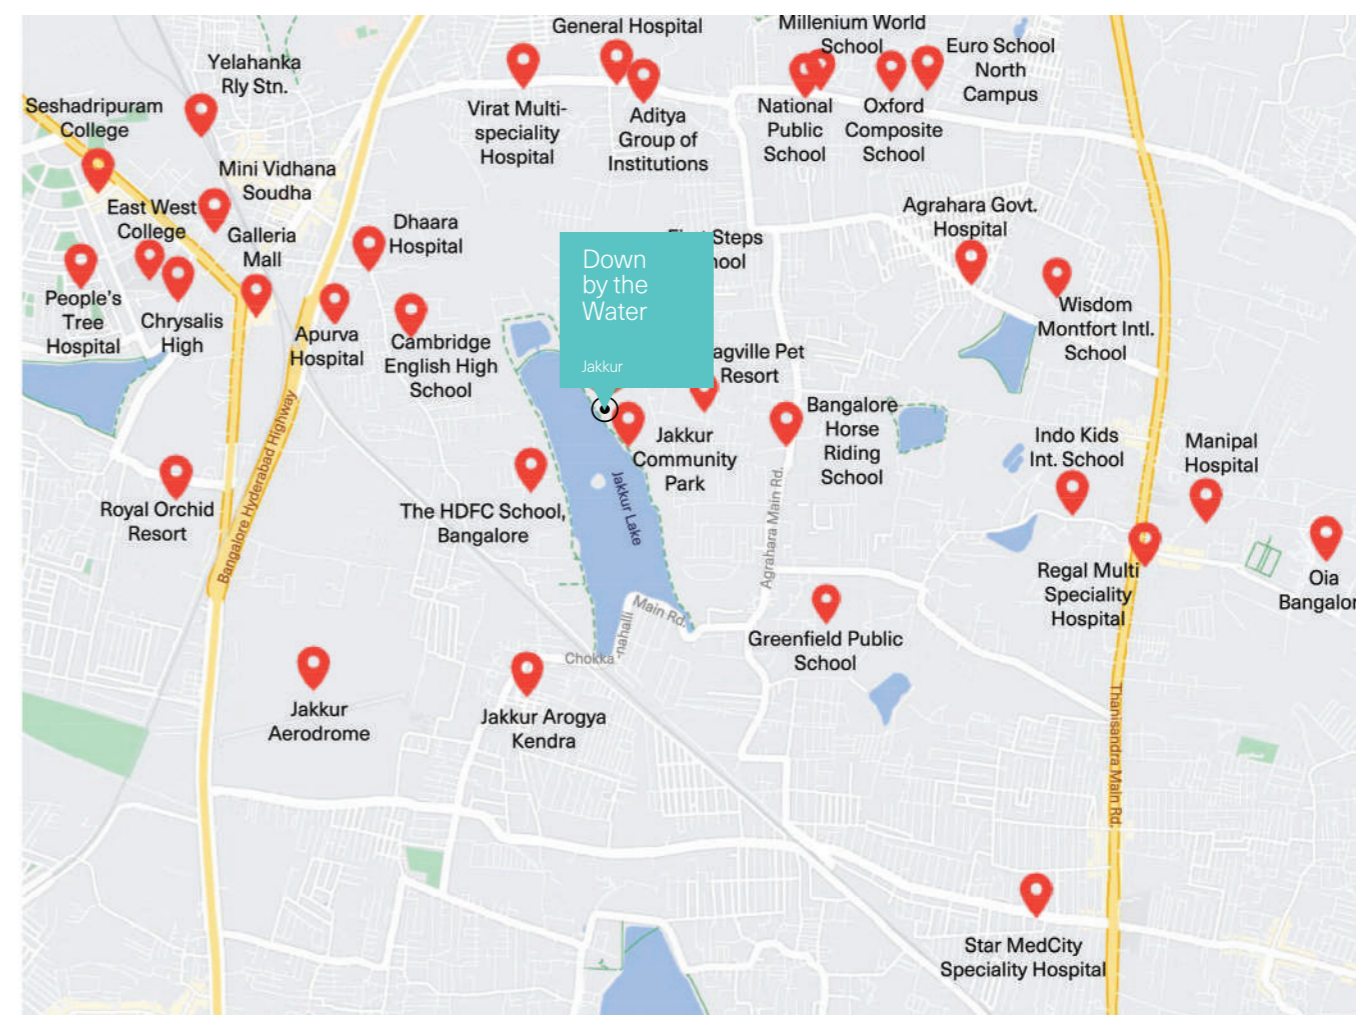 General Hospital
Millenium World
School
Euro School
North
Campus
Yelahanka
Rly Stn.
Seshadripuram
College
Virat Multi-
speciality
Hospital
Aditya
Group of
Institutions
National
Public
School
Oxford
Composite
School
Mini Vidhana
Soudha
East West
College
Galleria
Mall
Dhaara
Hospital
Agrahara Govt.
Hospital
Steps
Down
by the
Water
Jakkur
People's
Tree
Hospital
Chrysalis
High
Apurva
Hospital
Cambridge
English High
School
Wisdom
Montfort Intl.
School
agville Pet
Resort
Bangalore
Horse
Riding
School
Jakkur
Community
Park
Indo Kids
Int. School
Manipal
Hospital
Royal Orchid
Resort
Bangalore Hyderabad Highway
The HDFC School,
Bangalore
Jakkur Lake
Agrahara Main Rd.
Regal Multi
Speciality
Hospital
Oia
Bangalor
Main Rd.
Chokka
-nahalli
Greenfield Public
School
Jakkur
Aerodrome
Jakkur Arogya
Kendra
Thanisandra Main Rd.
Star MedCity
Speciality Hospital